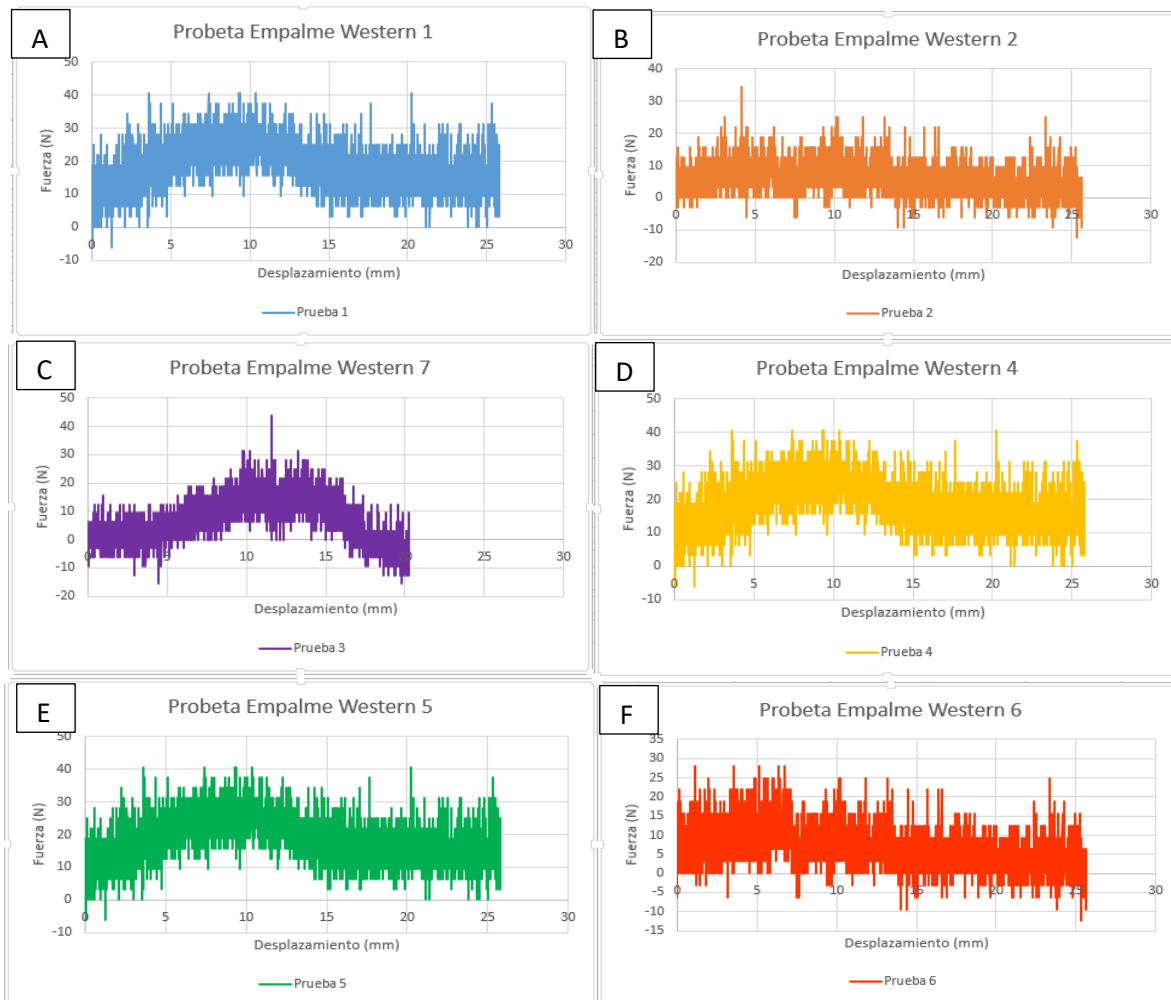 A
Probeta Empalme Western 1
50
40
30
20
10
0
-10
0 5 10 15 20 25 30
Fuerza (N)
Desplazamiento (mm)
Prueba 1
B
Probeta Empalme Western 2
40
30
20
10
0
-10
-20
0 5 10 15 20 25 30
Fuerza (N)
Desplazamiento (mm)
Prueba 2
C
Probeta Empalme Western 7
50
40
30
20
10
0
-10
-20
0 5 10 15 20 25 30
Fuerza (N)
Desplazamiento (mm)
Prueba 3
D
Probeta Empalme Western 4
50
40
30
20
10
0
-10
0 5 10 15 20 25 30
Fuerza (N)
Desplazamiento (mm)
Prueba 4
E
Probeta Empalme Western 5
50
40
30
20
10
0
-10
0 5 10 15 20 25 30
Fuerza (N)
Desplazamiento (mm)
Prueba 5
F
Probeta Empalme Western 6
35
30
25
20
15
10
5
0
-5
-10
-15
0 5 10 15 20 25 30
Fuerza (N)
Desplazamiento (mm)
Prueba 6